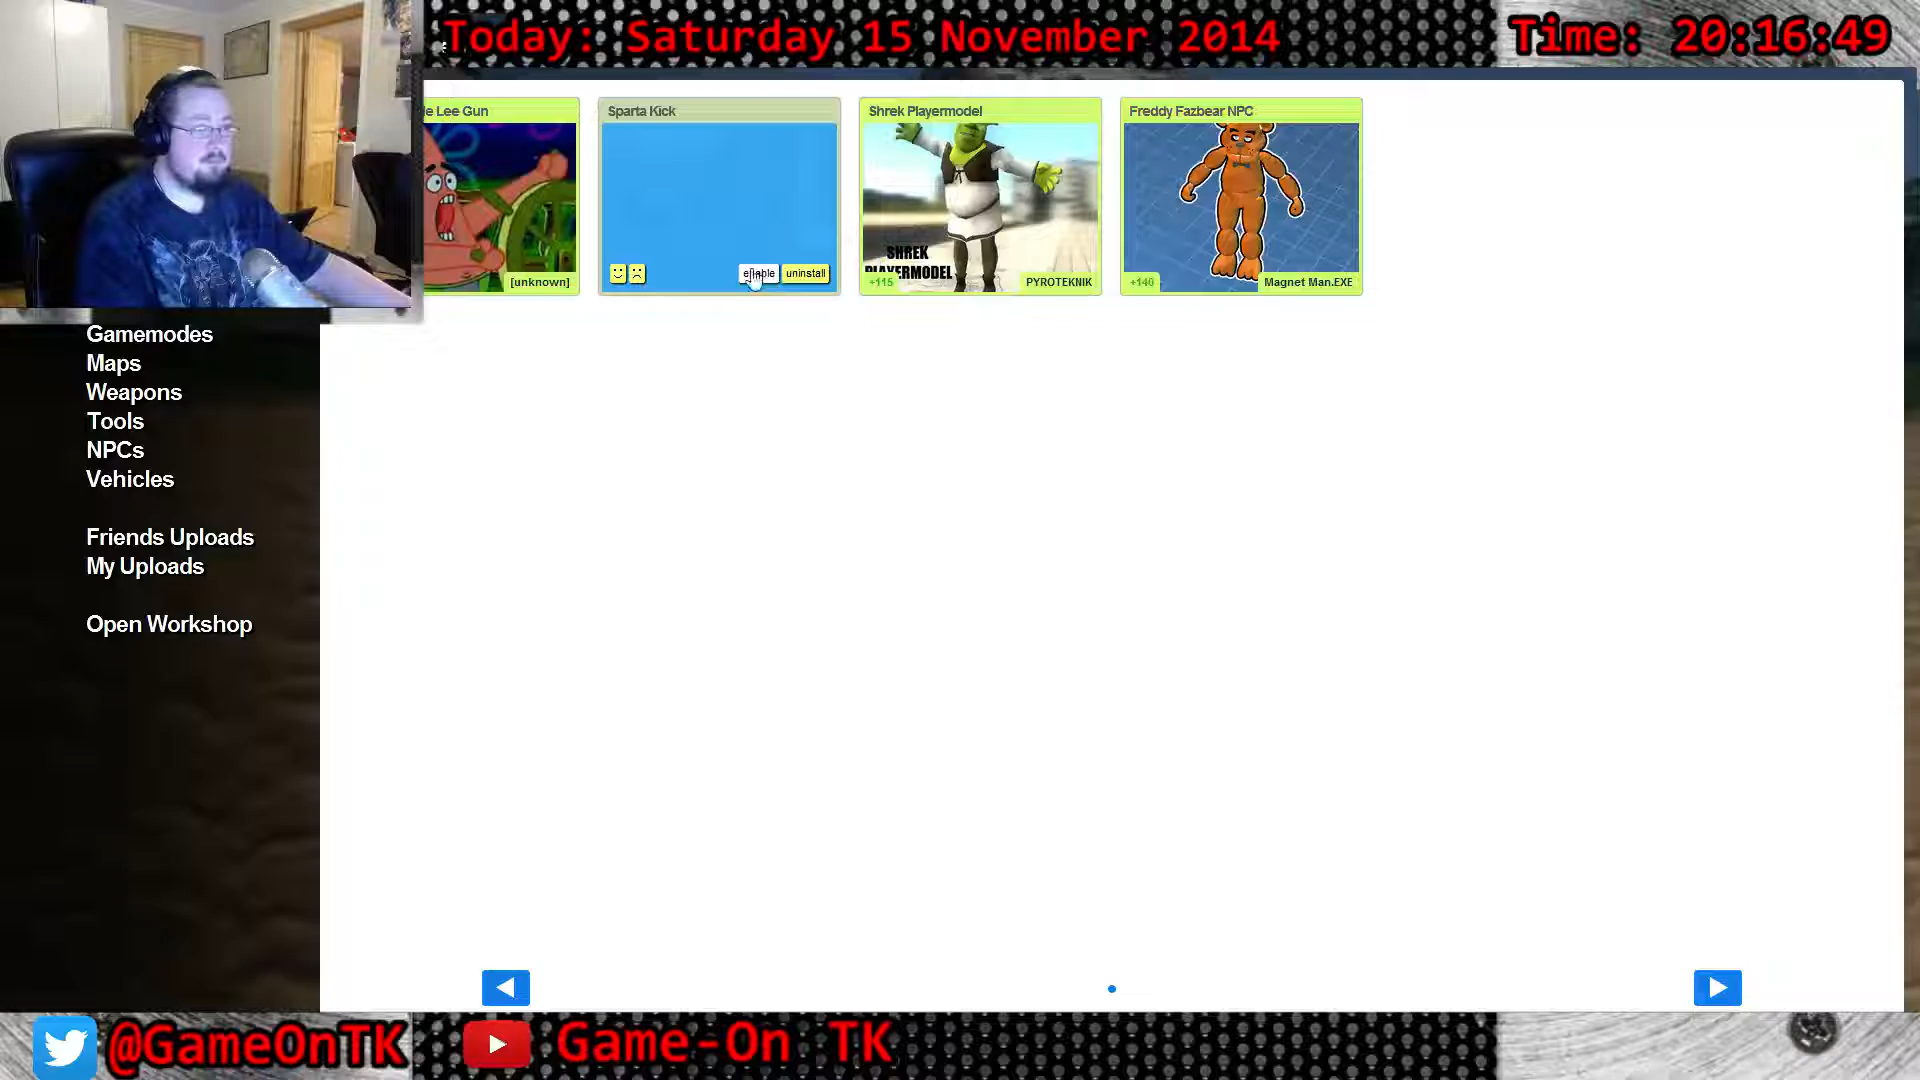 Today: Saturday 15 November 2014
Time: 20:16:49
le Lee Gun
Sparta Kick
Shrek Playermodel
Freddy Fazbear NPC
SHREK
PLAYERMODEL
[unknown]
enable
uninstall
+115
PYROTEKNIK
+140
Magnet Man.EXE
Gamemodes
Maps
Weapons
Tools
NPCs
Vehicles
Friends Uploads
My Uploads
Open Workshop
@GameOnTK
Game-On TK